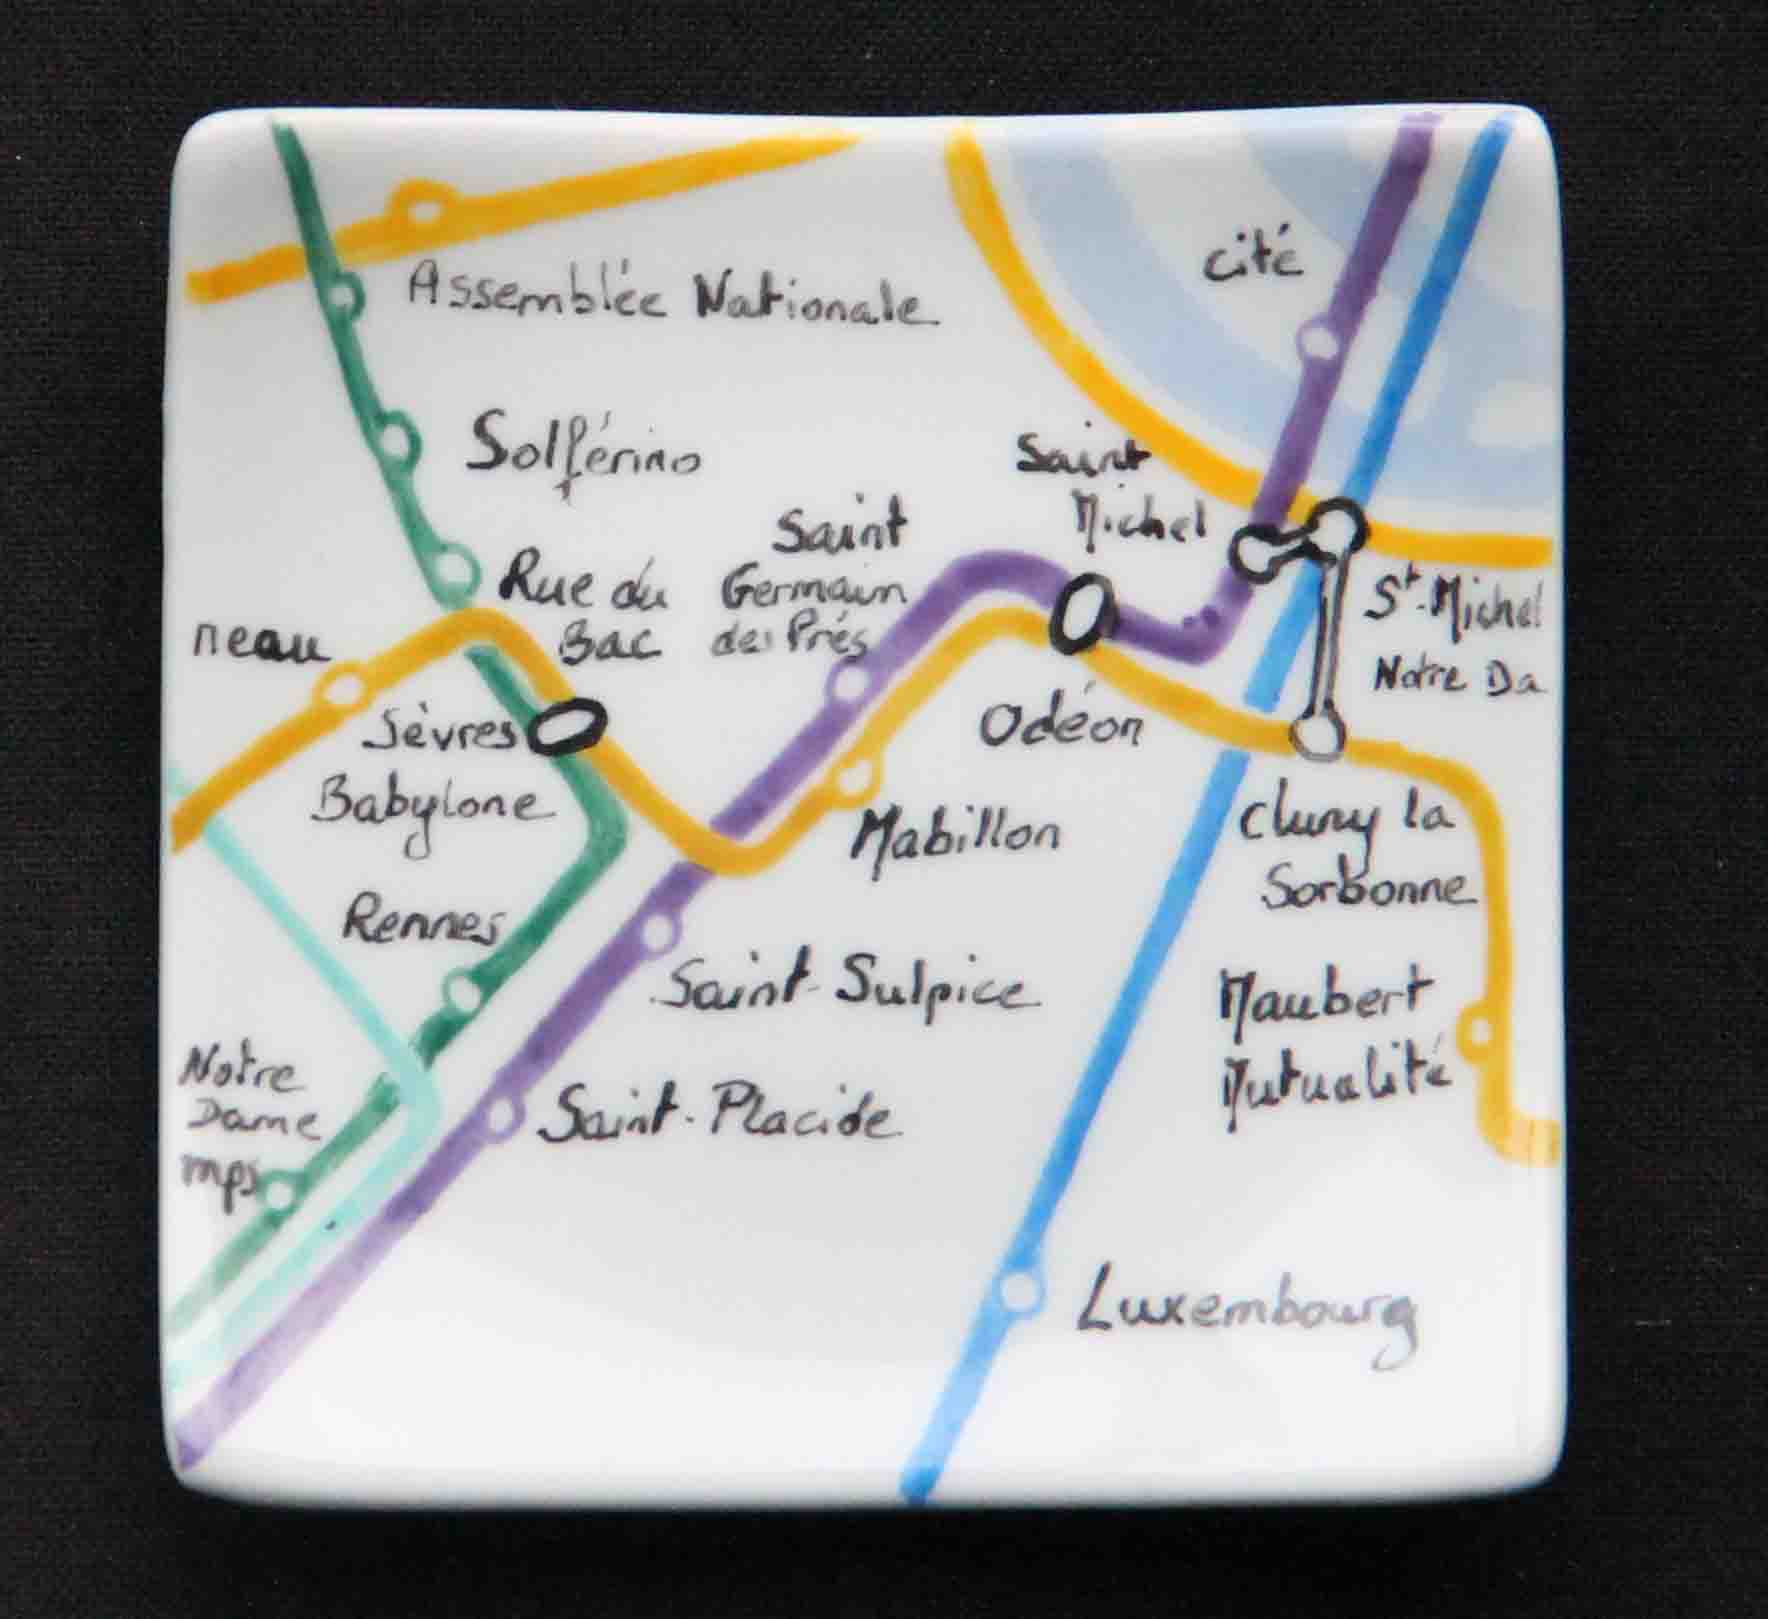 cité
Assemblée Nationale
Solférino
Saint
Michel
Saint
Germain
des Prés
Rue du
Bac
St-Michel
Notre Da
neau
Sèvres
Babylone
Odéon
Mabillon
Cluny la
Sorbonne
Rennes
Saint-Sulpice
Maubert
Mutualité
Notre
Dame
mps
Saint-Placide
Luxembourg